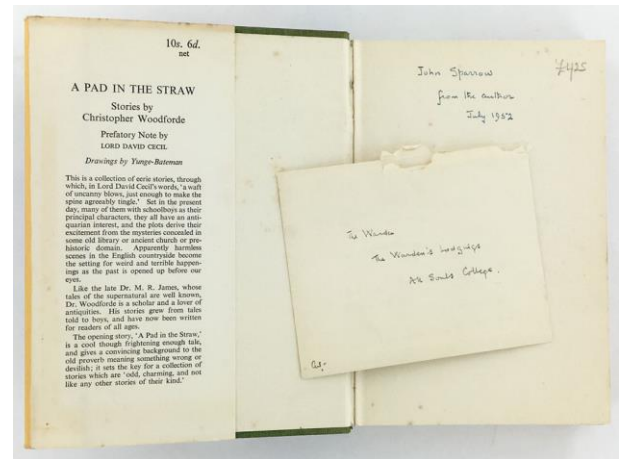 10s. 6d.
net
A PAD IN THE STRAW
Stories by
Christopher Woodforde
Prefatory Note by
LORD DAVID CECIL
Drawings by Yunge-Bateman
This is a collection of eerie stories, through
which, in Lord David Cecil's words, 'a waft
of uncanny blows, just enough to make the
spine agreeably tingle.' Set in the present
day, many of them with schoolboys as their
principal characters, they all have an anti-
quarian interest, and the plots derive their
excitement from the mysteries concealed in
some old library or ancient church or pre-
historic domain. Apparently harmless
scenes in the English countryside become
the setting for weird and terrible happen-
ings as the past is opened up before our
eyes.
Like the late Dr. M. R. James, whose
tales of the supernatural are well known,
Dr. Woodforde is a scholar and a lover of
antiquities. His stories grew from tales
told to boys, and have now been written
for readers of all ages.
The opening story, 'A Pad in the Straw,'
is a cool though frightening enough tale,
and gives a convincing background to the
old proverb meaning something wrong or
devilish; it sets the key for a collection of
stories which are 'odd, charming, and not
like any other stories of their kind.'
John Sparrow
from the author
July 1952
£425
The Warden
The Warden's Lodgings
All Souls College.